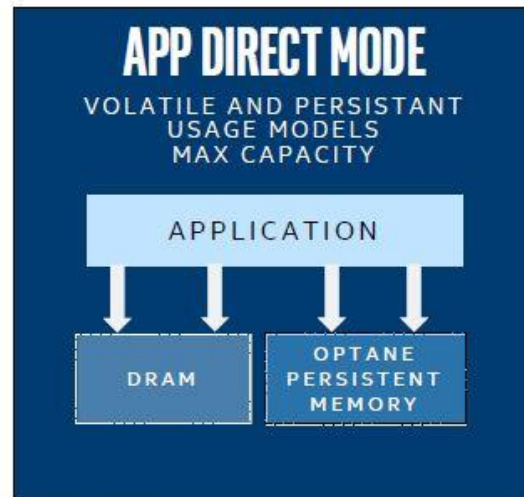 APP DIRECT MODE
VOLATILE AND PERSISTANT
USAGE MODELS
MAX CAPACITY
APPLICATION
DRAM
OPTANE
PERSISTENT
MEMORY